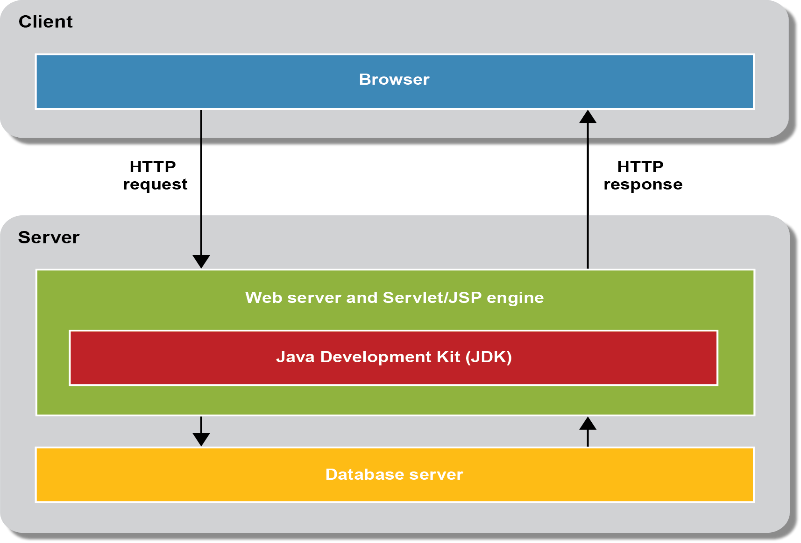 Client
Browser
HTTP
request
HTTP
response
Server
Web server and Servlet/JSP engine
Java Development Kit (JDK)
Database server